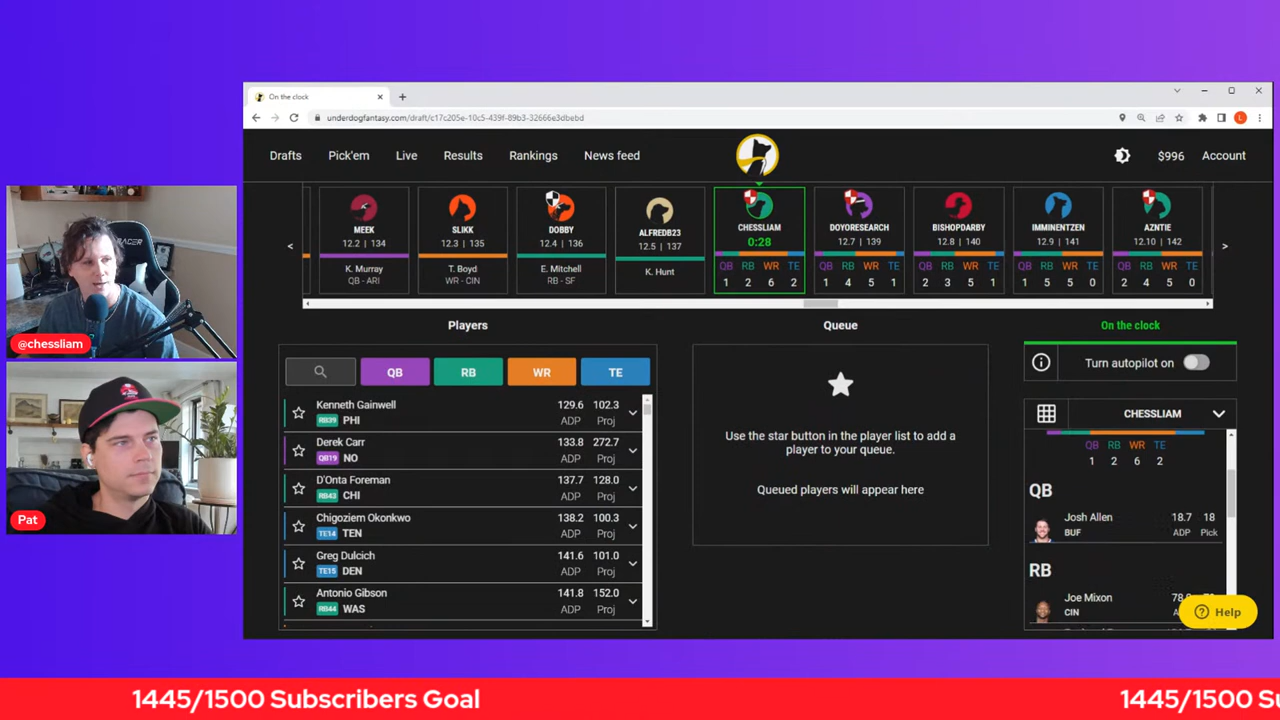 On the clock
underdogfantasy.com/draft/c17c205e-10c5-439f-89b3-32666e3dbebd
Drafts Pick'em Live Results Rankings News feed $996 Account
MEEK
12.2 | 134
K. Murray
QB - ARI
SLIKK
12.3 | 135
T. Boyd
WR - CIN
DOBBY
12.4 | 136
E. Mitchell
RB - SF
ALFREDB23
12.5 | 137
K. Hunt
CHESSLIAM
0:28
QB RB WR TE
1 2 6 2
DOYORESEARCH
12.7 | 139
QB RB WR TE
1 4 5 1
BISHOPDARBY
12.8 | 140
QB RB WR TE
2 3 5 1
IMMINENTZEN
12.9 | 141
QB RB WR TE
1 5 5 0
AZNTIE
12.10 | 142
QB RB WR TE
2 4 5 0
Players
QB RB WR TE
Kenneth Gainwell 129.6 102.3
RB39 PHI ADP Proj
Derek Carr 133.8 272.7
QB19 NO ADP Proj
D'Onta Foreman 137.7 128.0
RB43 CHI ADP Proj
Chigoziem Okonkwo 138.2 100.3
TE14 TEN ADP Proj
Greg Dulcich 141.6 101.0
TE15 DEN ADP Proj
Antonio Gibson 141.8 152.0
RB44 WAS ADP Proj
Queue
Use the star button in the player list to add a
player to your queue.
Queued players will appear here
On the clock
Turn autopilot on
CHESSLIAM
QB RB WR TE
1 2 6 2
QB
Josh Allen 18.7 18
BUF ADP Pick
RB
Joe Mixon
CIN
Help
RACER
@chessliam
Pat
1445/1500 Subscribers Goal
1445/1500